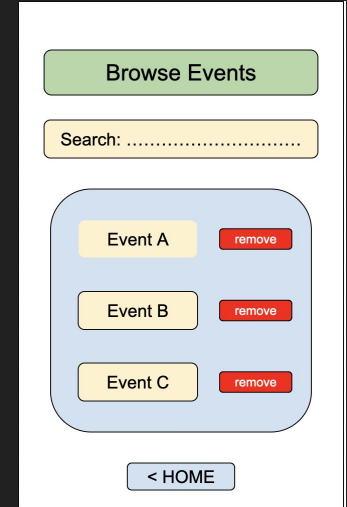 Browse Events
Search: ...............................
Event A remove
Event B remove
Event C remove
< HOME